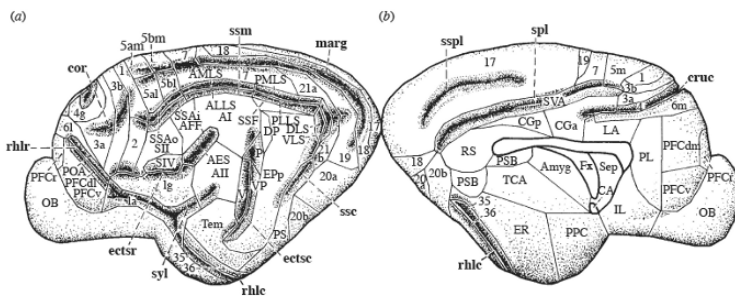 (a)
5bm
5am
7
18
ssm
marg
cor
1
3b
5bl
5al
AMLS
7
PMLS
21a
17
4g
6l
3a
2
ALLS
AI
SSAi
AFF
SSF
PLLS
DP
DLS
VLS
rhlr
SSAo
SII
SIV
21
b
19
18
PFCr
POA
PFCdl
PFCv
Ig
Ia
AES
AII
P
VP
EPp
20a
OB
ssc
ectsr
Tem
PS
20b
ectsc
syl
35
36
rhlc
(b)
sspl
spl
17
19
7
5m
1
3b
3a
cruc
SVA
6m
CGp
CGa
LA
18
20a
20b
RS
PSB
PSB
TCA
Amyg
Fx
Sep
CA
PL
PFCdm
PFCr
PFCv
IL
OB
35
36
ER
PPC
rhlc